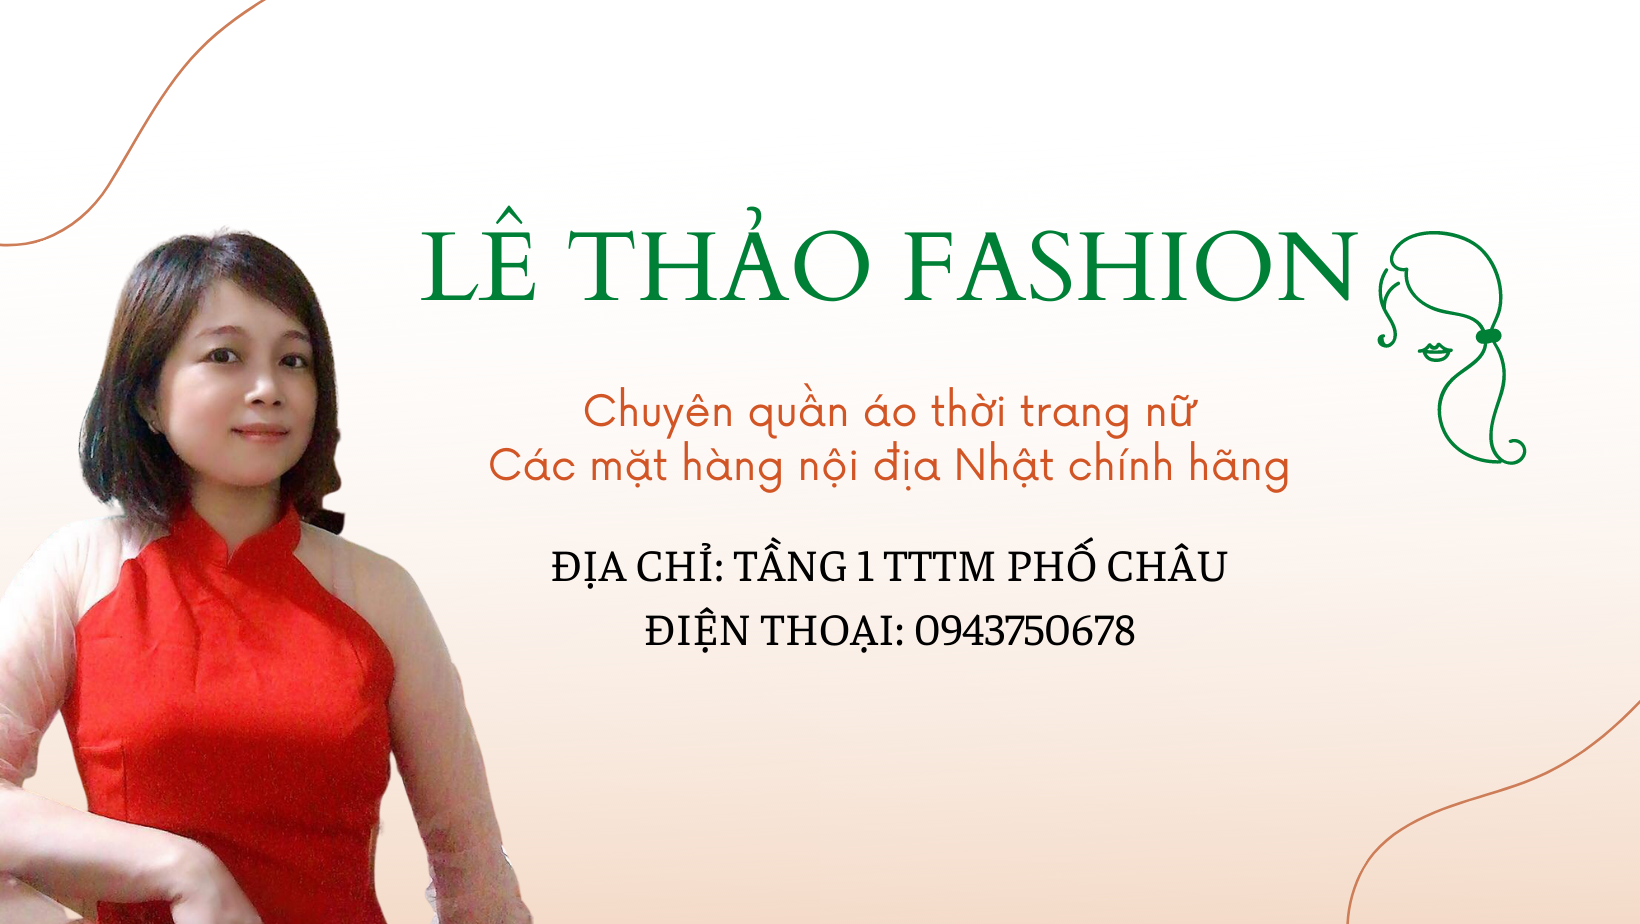 LÊ THẢO FASHION
Chuyên quần áo thời trang nữ
Các mặt hàng nội địa Nhật chính hãng
ĐỊA CHỈ: TẦNG 1 TTTM PHỐ CHÂU
ĐIỆN THOẠI: 0943750678